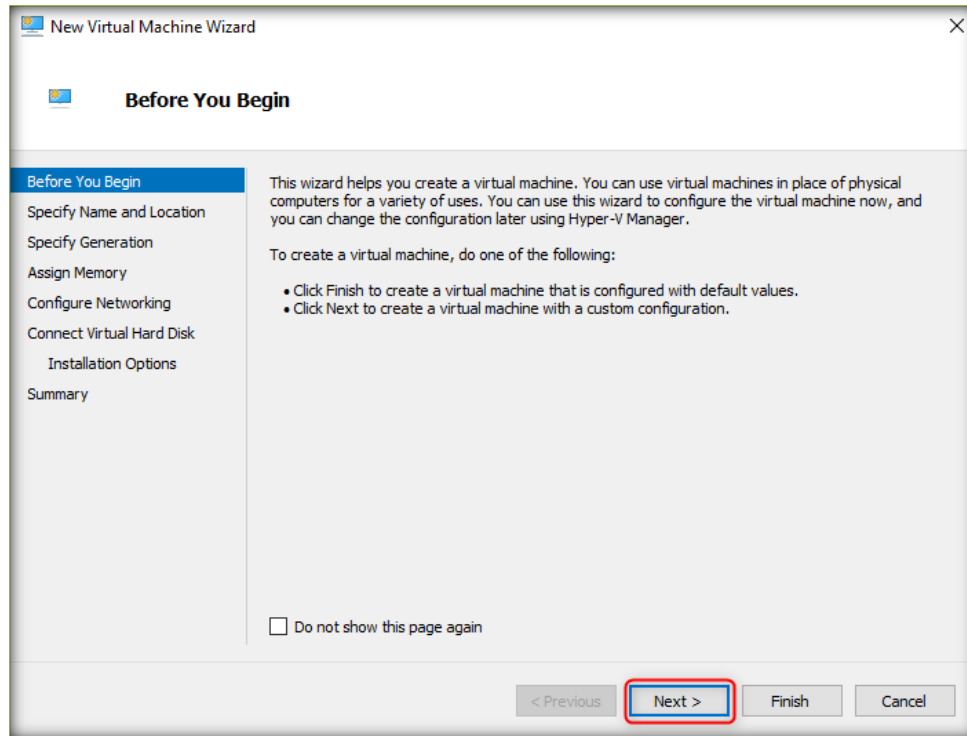 New Virtual Machine Wizard
Before You Begin
Before You Begin
Specify Name and Location
Specify Generation
Assign Memory
Configure Networking
Connect Virtual Hard Disk
Installation Options
Summary
This wizard helps you create a virtual machine. You can use virtual machines in place of physical
computers for a variety of uses. You can use this wizard to configure the virtual machine now, and
you can change the configuration later using Hyper-V Manager.
To create a virtual machine, do one of the following:
• Click Finish to create a virtual machine that is configured with default values.
• Click Next to create a virtual machine with a custom configuration.
Do not show this page again
< Previous
Next >
Finish
Cancel